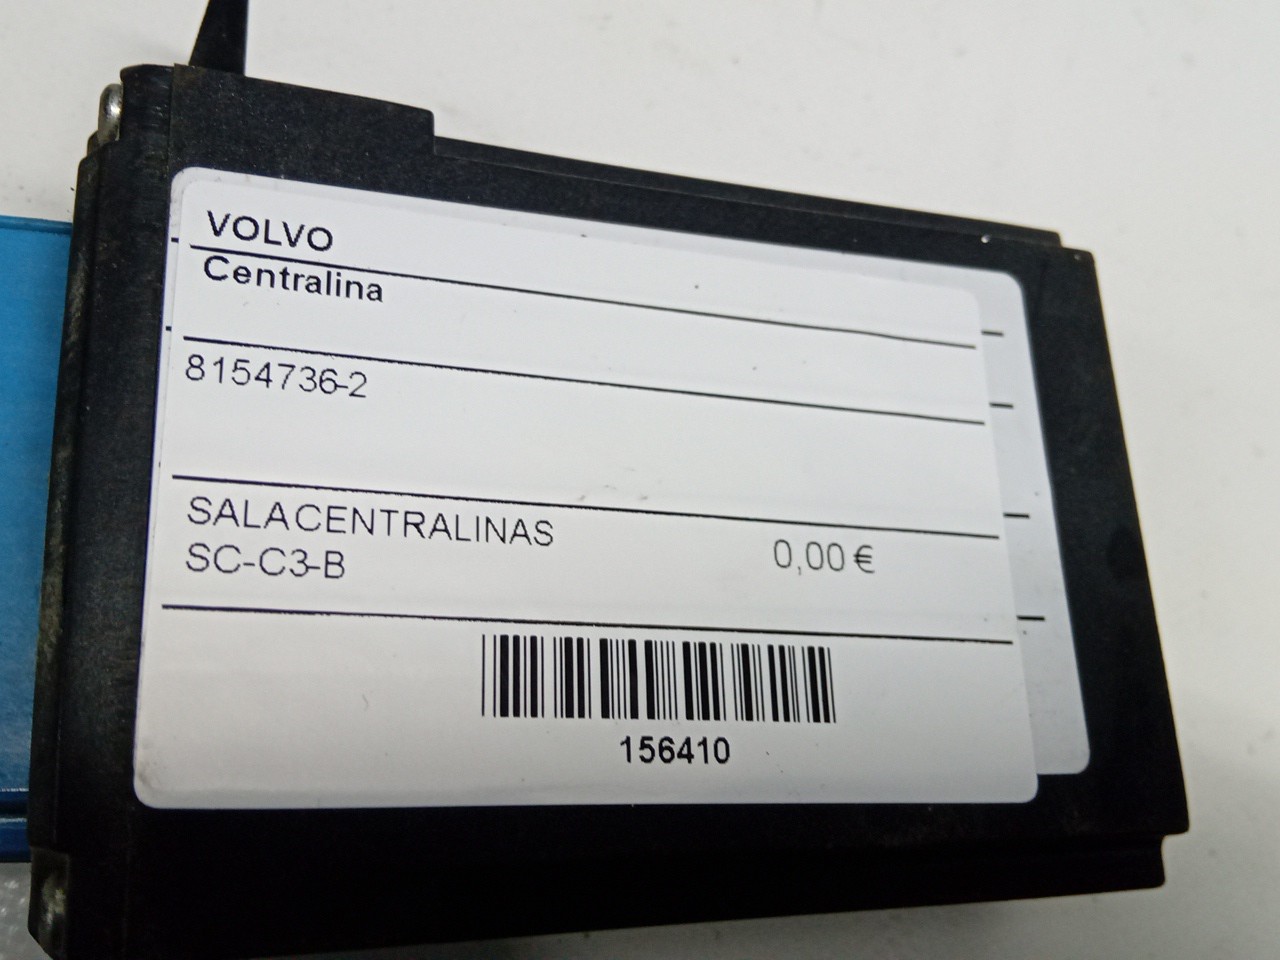 VOLVO
Centralina
8154736-2
SALACENTRALINAS
SC-C3-B
0,00 €
156410